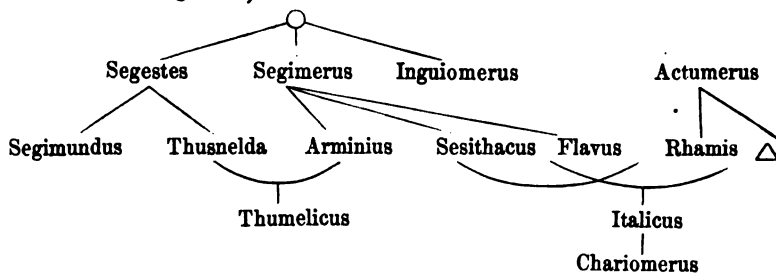 Segestes Segimerus Inguiomerus Actumerus
Segimundus Thusnelda Arminius Sesithacus Flavus Rhamis
Thumelicus Italicus
Chariomerus